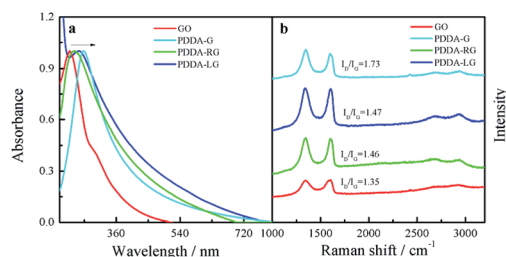 a
GO
PDDA-G
PDDA-RG
PDDA-LG
1.2
0.9
0.6
0.3
0.0
360
540
720
Absorbance
Wavelength / nm
b
GO
PDDA-G
PDDA-RG
PDDA-LG
I_D/I_G=1.73
I_D/I_G=1.47
I_D/I_G=1.46
I_D/I_G=1.35
1000
1500
2000
2500
3000
Raman shift / cm⁻¹
Intensity